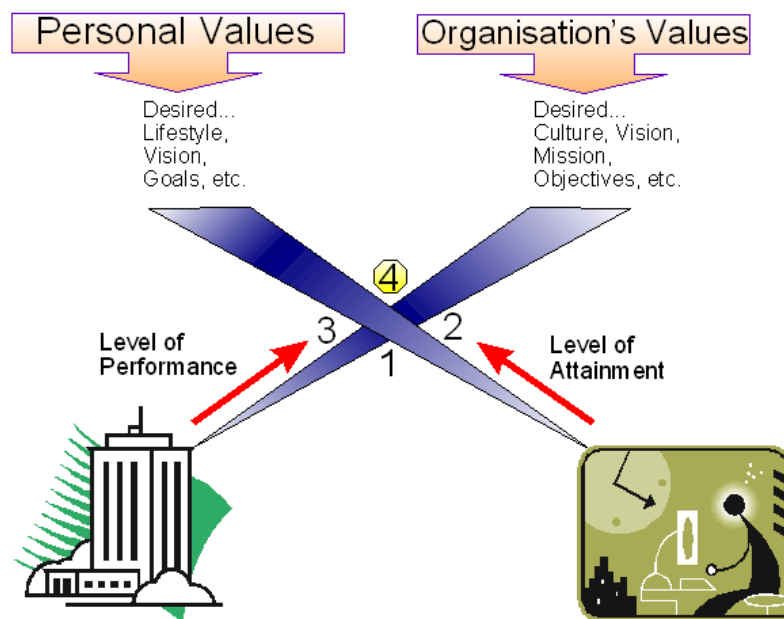 Personal Values
Organisation's Values
Desired...
Lifestyle,
Vision,
Goals, etc.
Desired...
Culture, Vision,
Mission,
Objectives, etc.
4
3
2
1
Level of
Performance
Level of
Attainment